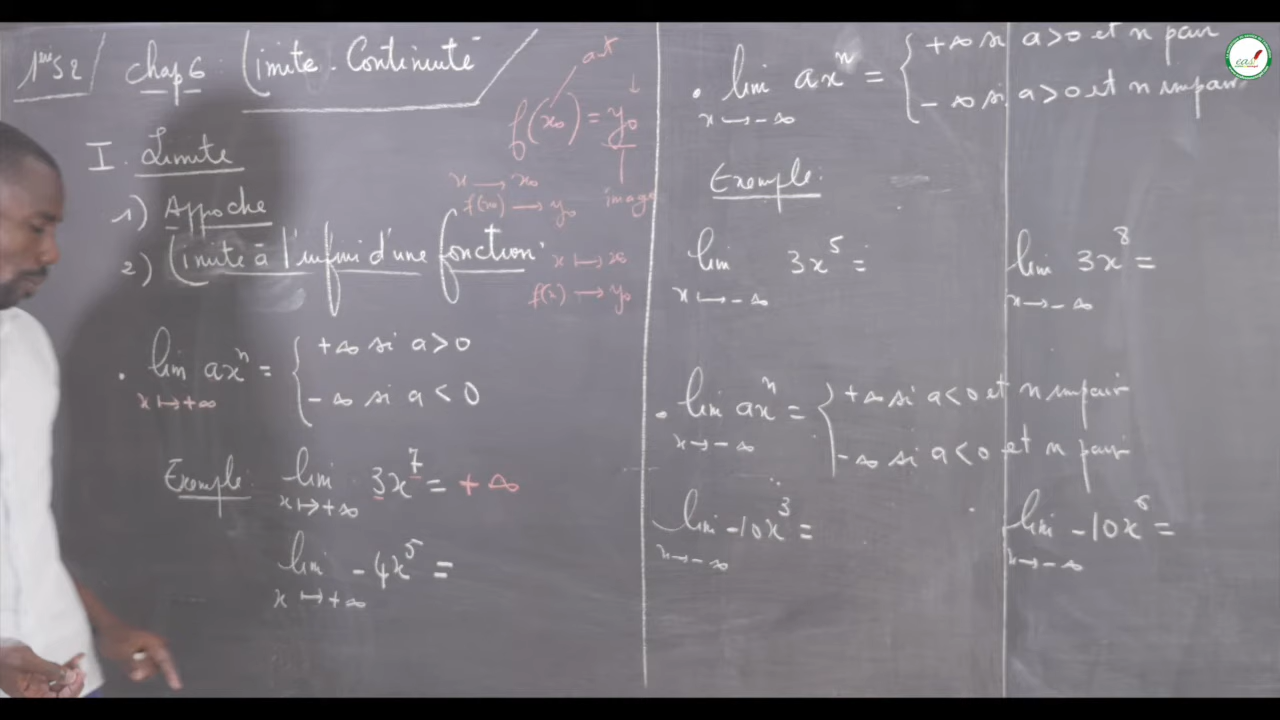 1ère S2 / chap 6 : Limite - Continuité
I. Limite
1) Approche
2) Limite à l'infini d'une fonction
ant
f(x₀) = y₀
x → x₀
f(x) → y₀
image
x ↦ x₀
f(x) → y₀
. lim axⁿ = { +∞ si a > 0
x ↦ +∞
- ∞ si a < 0
Exemple: lim 3x⁷ = +∞
x ↦ +∞
lim -4x⁵ =
x ↦ +∞
. lim axⁿ = { +∞ si a > 0 et n pair
x → -∞
- ∞ si a > 0 et n impair
Exemple:
lim 3x⁵ =
x → -∞
lim 3x⁸ =
x → -∞
. lim axⁿ = { +∞ si a < 0 et n impair
x → -∞
-∞ si a < 0 et n pair
lim -10x³ =
x → -∞
lim -10x⁶ =
x → -∞
eas